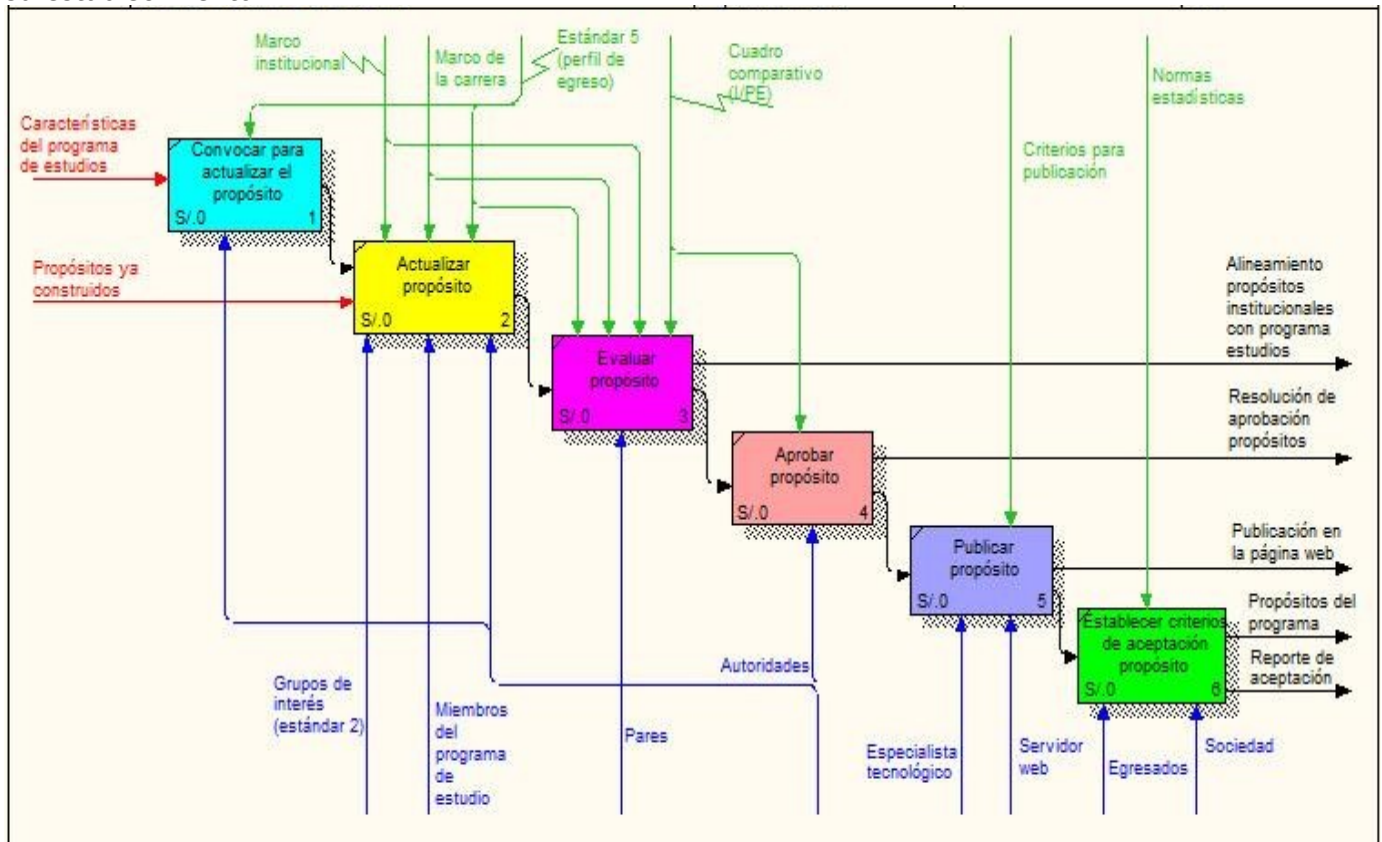 Marco
institucional
Marco de
la carrera
Estándar 5
(perfil de
egreso)
Cuadro
comparativo
(I/PE)
Normas
estadísticas
Criterios para
publicación
Características
del programa
de estudios
Convocar para
actualizar el
propósito
S/.0 1
Propósitos ya
construidos
Actualizar
propósito
S/.0 2
Evaluar
propósito
S/.0 3
Aprobar
propósito
S/.0 4
Publicar
propósito
S/.0 5
Establecer criterios
de aceptación
propósito
S/.0 6
Alineamiento
propósitos
institucionales
con programa
estudios
Resolución de
aprobación
propósitos
Publicación en
la página web
Propósitos del
programa
Reporte de
aceptación
Grupos de
interés
(estándar 2)
Miembros
del
programa
de
estudio
Pares
Autoridades
Especialista
tecnológico
Servidor
web
Egresados
Sociedad